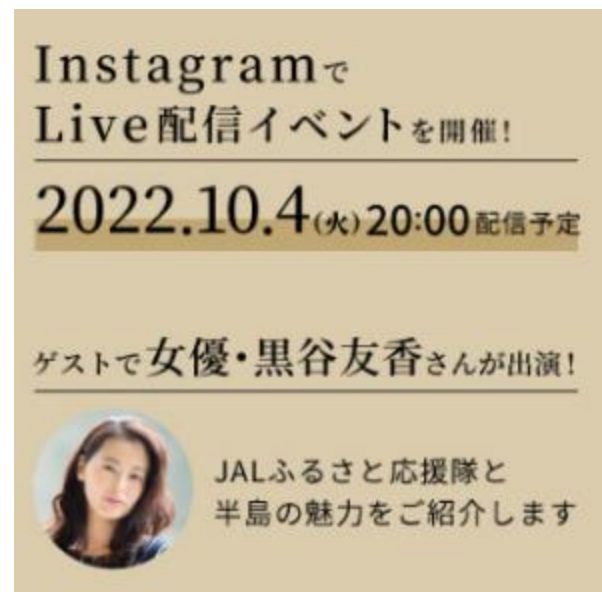 Instagramで
Live配信イベントを開催！
2022.10.4(火)20:00配信予定
ゲストで女優・黒谷友香さんが出演！
JALふるさと応援隊と
半島の魅力をご紹介します